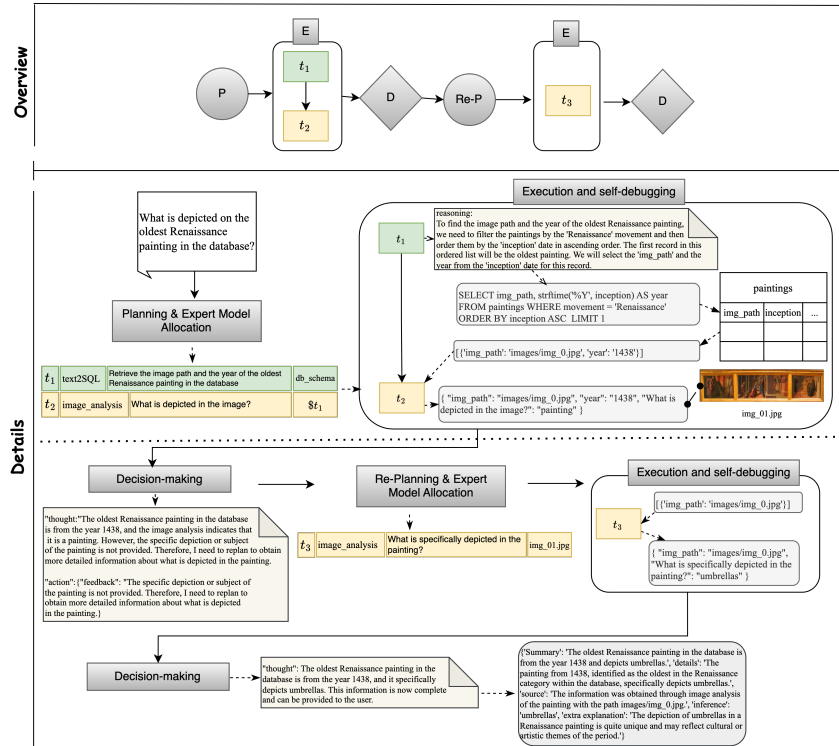 Overview
E
E
t1
P
D
Re-P
t3
D
t2
Details
Execution and self-debugging
What is depicted on the
oldest Renaissance
painting in the database?
t1
reasoning:
To find the image path and the year of the oldest Renaissance painting,
we need to filter the paintings by the 'Renaissance' movement and then
order them by the 'inception' date in ascending order. The first record in this
ordered list will be the oldest painting. We will select the 'img_path' and the
year from the 'inception' date for this record.
paintings
img_path inception ...
SELECT img_path, strftime('%Y', inception) AS year
FROM paintings WHERE movement = 'Renaissance'
ORDER BY inception ASC LIMIT 1
Planning & Expert Model
Allocation
[{'img_path': 'images/img_0.jpg', 'year': '1438'}]
t1 text2SQL Retrieve the image path and the year of the oldest
Renaissance painting in the database db_schema
t2 image_analysis What is depicted in the image? $t1
t2
{ "img_path": "images/img_0.jpg", "year": "1438", "What is
depicted in the image?": "painting" }
img_01.jpg
Decision-making
Re-Planning & Expert
Model Allocation
Execution and self-debugging
"thought:"The oldest Renaissance painting in the database
is from the year 1438, and the image analysis indicates that
it is a painting. However, the specific depiction or subject
of the painting is not provided. Therefore, I need to replan to obtain
more detailed information about what is depicted in the painting.
"action":{"feedback": "The specific depiction or subject of
the painting is not provided. Therefore, I need to replan to
obtain more detailed information about what is depicted
in the painting.}
t3 image_analysis What is specifically depicted in the
painting? img_01.jpg
[{'img_path': 'images/img_0.jpg'}]
t3
{ "img_path": "images/img_0.jpg",
"What is specifically depicted in the
painting?": "umbrellas" }
Decision-making
"thought": The oldest Renaissance painting in the
database is from the year 1438, and it specifically
depicts umbrellas. This information is now complete
and can be provided to the user.
{'Summary': 'The oldest Renaissance painting in the database is
from the year 1438 and depicts umbrellas.', 'details': 'The
painting from 1438, identified as the oldest in the Renaissance
category within the database, specifically depicts umbrellas.',
'source': 'The information was obtained through image analysis
of the painting with the path images/img_0.jpg.', 'inference':
'umbrellas', 'extra explanation': 'The depiction of umbrellas in a
Renaissance painting is quite unique and may reflect cultural or
artistic themes of the period.'}